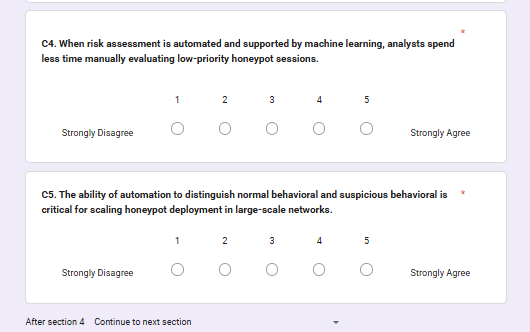 *
C4. When risk assessment is automated and supported by machine learning, analysts spend
less time manually evaluating low-priority honeypot sessions.
1 2 3 4 5
Strongly Disagree Strongly Agree
C5. The ability of automation to distinguish normal behavioral and suspicious behavioral is *
critical for scaling honeypot deployment in large-scale networks.
1 2 3 4 5
Strongly Disagree Strongly Agree
After section 4 Continue to next section